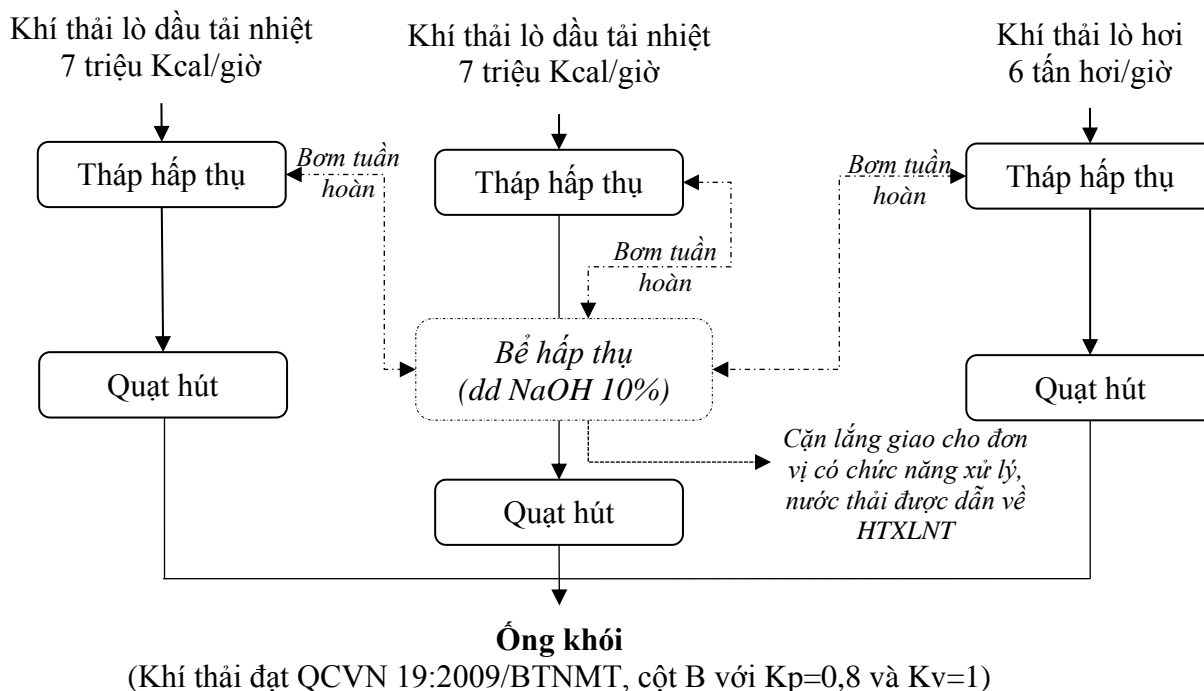 Khí thải lò dầu tải nhiệt
7 triệu Kcal/giờ
Khí thải lò dầu tải nhiệt
7 triệu Kcal/giờ
Khí thải lò hơi
6 tấn hơi/giờ
Tháp hấp thụ
Bơm tuần
hoàn
Tháp hấp thụ
Bơm tuần
hoàn
Tháp hấp thụ
Bơm tuần
hoàn
Quạt hút
Bể hấp thụ
(dd NaOH 10%)
Quạt hút
Cặn lắng giao cho đơn
vị có chức năng xử lý,
nước thải được dẫn về
HTXLNT
Quạt hút
Ống khói
(Khí thải đạt QCVN 19:2009/BTNMT, cột B với Kp=0,8 và Kv=1)